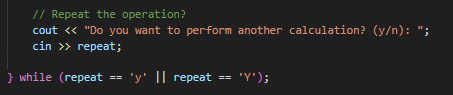 // Repeat the operation?
cout << "Do you want to perform another calculation? (y/n): ";
cin >> repeat;
} while (repeat == 'y' || repeat == 'Y');